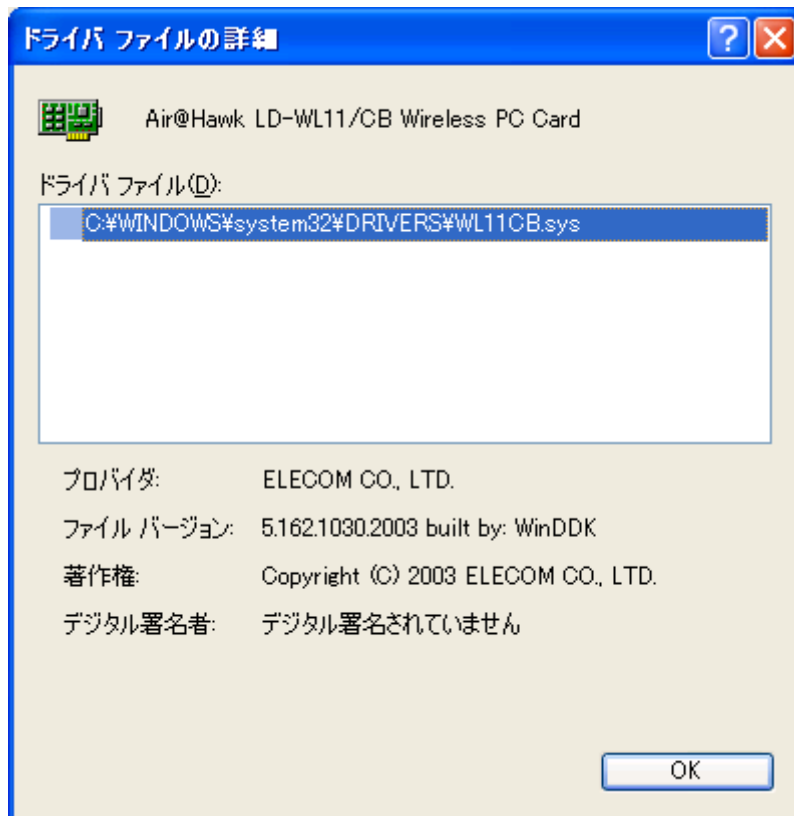 ドライバ ファイルの詳細
Air@Hawk LD-WL11/CB Wireless PC Card
ドライバ ファイル(D):
C:¥WINDOWS¥system32¥DRIVERS¥WL11CB.sys
プロバイダ: ELECOM CO., LTD.
ファイル バージョン: 5.162.1030.2003 built by: WinDDK
著作権: Copyright (C) 2003 ELECOM CO., LTD.
デジタル署名者: デジタル署名されていません
OK